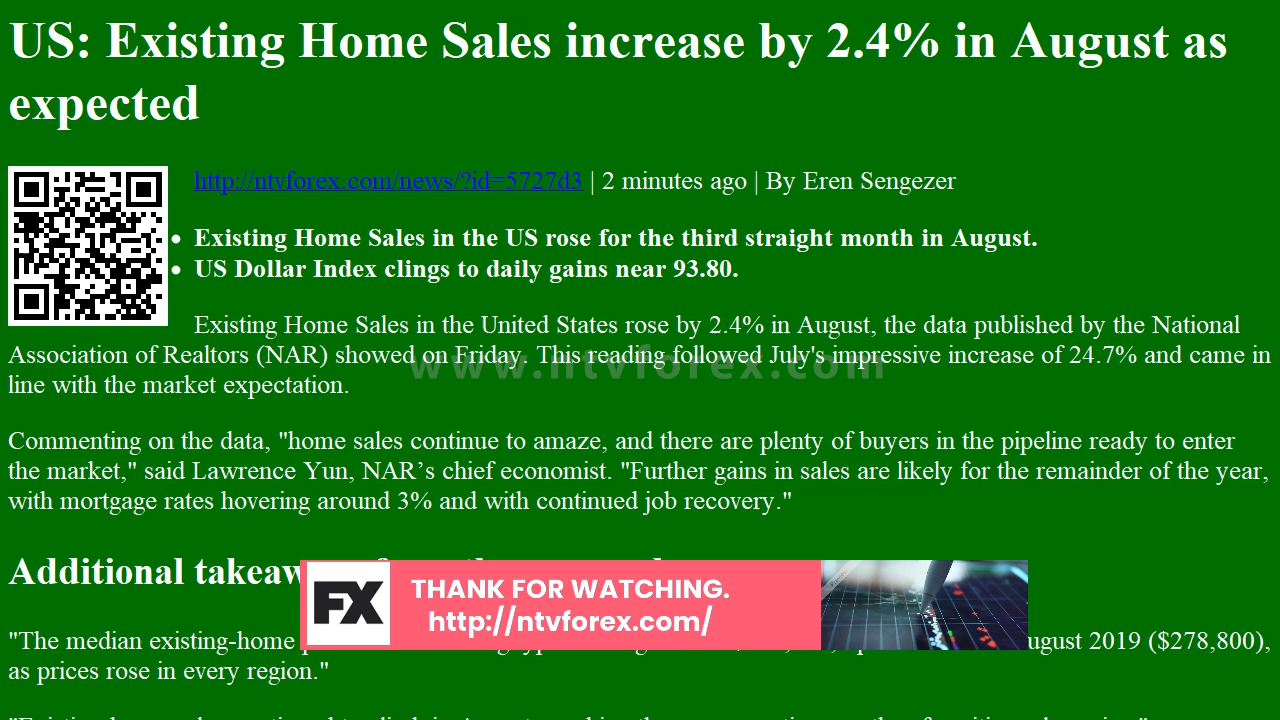 US: Existing Home Sales increase by 2.4% in August as
expected
http://ntvforex.com/news/?id=5727d3 | 2 minutes ago | By Eren Sengezer
Existing Home Sales in the US rose for the third straight month in August.
US Dollar Index clings to daily gains near 93.80.
Existing Home Sales in the United States rose by 2.4% in August, the data published by the National
Association of Realtors (NAR) showed on Friday. This reading followed July's impressive increase of 24.7% and came in
line with the market expectation.
www.ntvforex.com
Commenting on the data, "home sales continue to amaze, and there are plenty of buyers in the pipeline ready to enter
the market," said Lawrence Yun, NAR’s chief economist. "Further gains in sales are likely for the remainder of the year,
with mortgage rates hovering around 3% and with continued job recovery."
Additional
FX
THANK FOR WATCHING.
http://ntvforex.com/
"The median existing-home 2019 ($278,800),
as prices rose in every region."